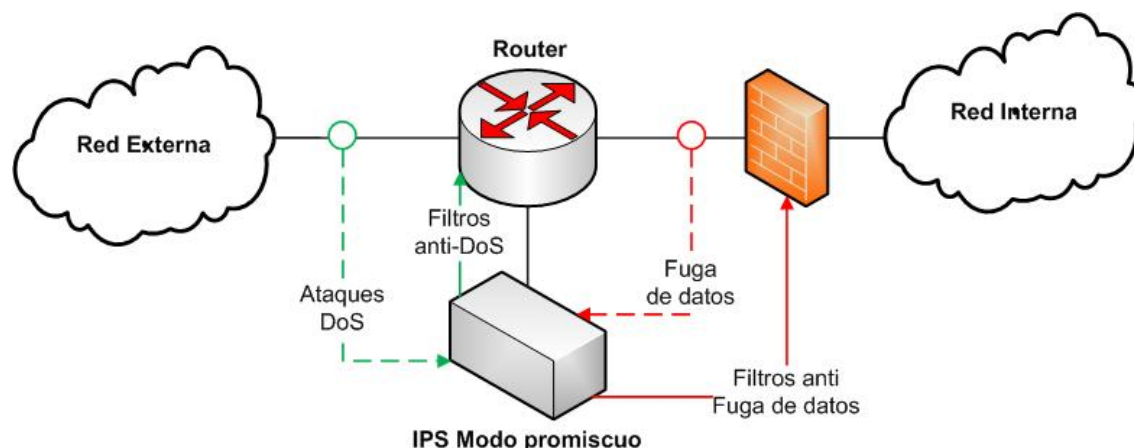 Router
Red Externa
Red Interna
Filtros
anti-DoS
Fuga
de datos
Ataques
DoS
Filtros anti
Fuga de datos
IPS Modo promiscuo